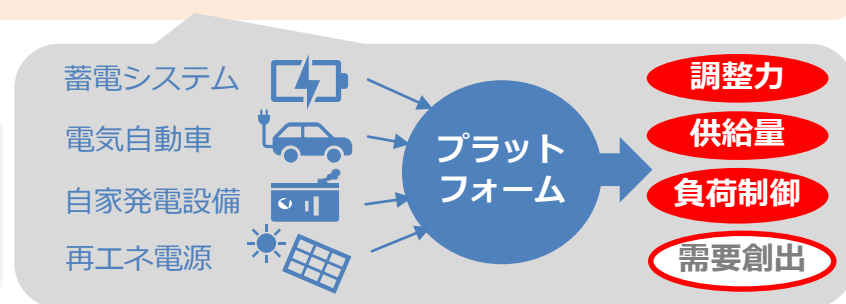 蓄電システム
電気自動車
自家発電設備
再エネ電源
プラット
フォーム
調整力
供給量
負荷制御
需要創出